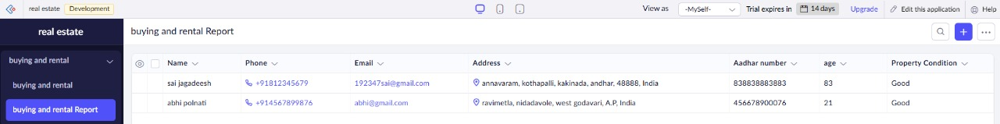 real estate Development View as -MySelf- Trial expires in 14 days Upgrade Edit this application Help
real estate buying and rental Report
buying and rental
Name Phone Email Address Aadhar number age Property Condition
buying and rental sai jagadeesh +91812345679 192347sai@gmail.com annavaram, kothapalli, kakinada, andhar, 48888, India 838838883883 83 Good
buying and rental Report abhi polnati +914567899876 abhi@gmail.com ravimetla, nidadavole, west godavari, A.P, India 456678900076 21 Good